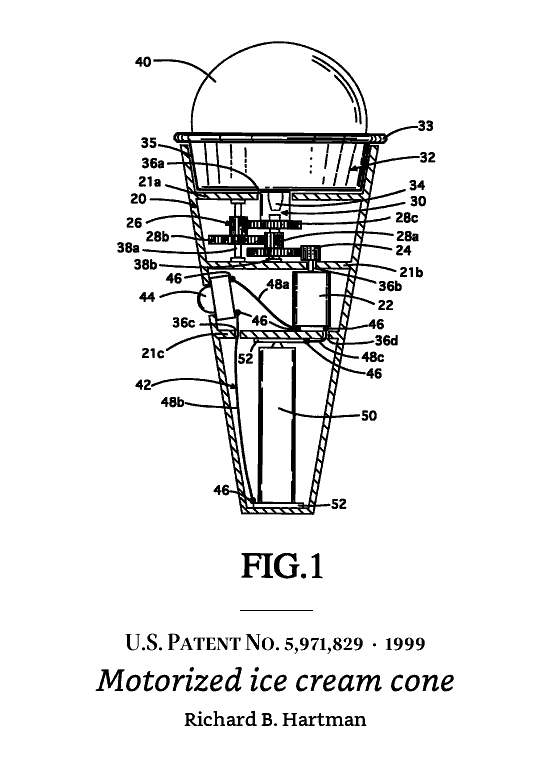 40
33
35
36a
32
21a
34
20
30
26
28c
28b
28a
38a
24
38b
21b
46
48a
36b
44
22
36c
46
46
36d
21c
52
48c
46
42
48b
50
46
52
FIG.1
U.S. PATENT NO. 5,971,829 · 1999
Motorized ice cream cone
Richard B. Hartman